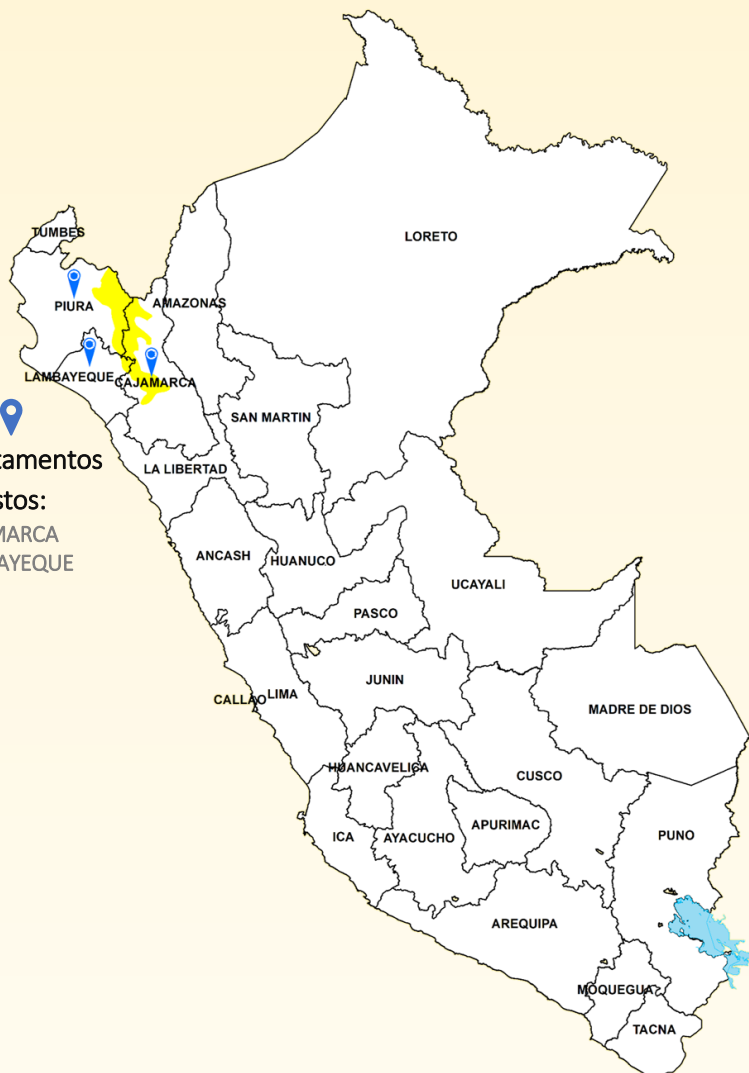 LORETO
TUMBES
AMAZONAS
PIURA
LAMBAYEQUE
CAJAMARCA
SAN MARTIN
tamentos
LA LIBERTAD
stos:
MARCA
AYEQUE
ANCASH
HUANUCO
UCAYALI
PASCO
JUNIN
CALLAO
LIMA
MADRE DE DIOS
HUANCAVELICA
CUSCO
ICA
AYACUCHO
APURIMAC
PUNO
AREQUIPA
MOQUEGUA
TACNA